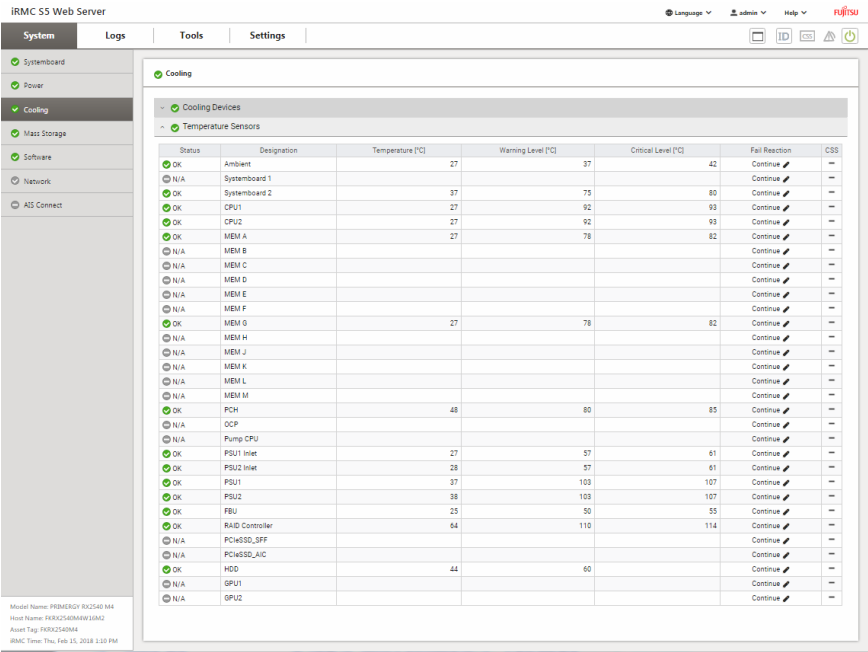 iRMC S5 Web Server
Language admin Help FUJITSU
System Logs Tools Settings
ID CSS
Systemboard
Power
Cooling
Mass Storage
Software
Network
AIS Connect
Cooling
Cooling Devices
Temperature Sensors
Status Designation Temperature [°C] Warning Level [°C] Critical Level [°C] Fail Reaction CSS
OK Ambient 27 37 42 Continue –
N/A Systemboard 1 Continue –
OK Systemboard 2 37 75 80 Continue –
OK CPU1 27 92 93 Continue –
OK CPU2 27 92 93 Continue –
OK MEM A 27 78 82 Continue –
N/A MEM B Continue –
N/A MEM C Continue –
N/A MEM D Continue –
N/A MEM E Continue –
N/A MEM F Continue –
OK MEM G 27 78 82 Continue –
N/A MEM H Continue –
N/A MEM J Continue –
N/A MEM K Continue –
N/A MEM L Continue –
N/A MEM M Continue –
OK PCH 48 80 85 Continue –
N/A OCP Continue –
N/A Pump CPU Continue –
OK PSU1 Inlet 27 57 61 Continue –
OK PSU2 Inlet 28 57 61 Continue –
OK PSU1 37 103 107 Continue –
OK PSU2 38 103 107 Continue –
OK FBU 25 50 55 Continue –
OK RAID Controller 64 110 114 Continue –
N/A PCIeSSD_SFF Continue –
N/A PCIeSSD_AIC Continue –
OK HDD 44 60 Continue –
N/A GPU1 Continue –
N/A GPU2 Continue –
Model Name: PRIMERGY RX2540 M4
Host Name: FKRX2540M4W16M2
Asset Tag: FKRX2540M4
iRMC Time: Thu, Feb 15, 2018 1:10 PM